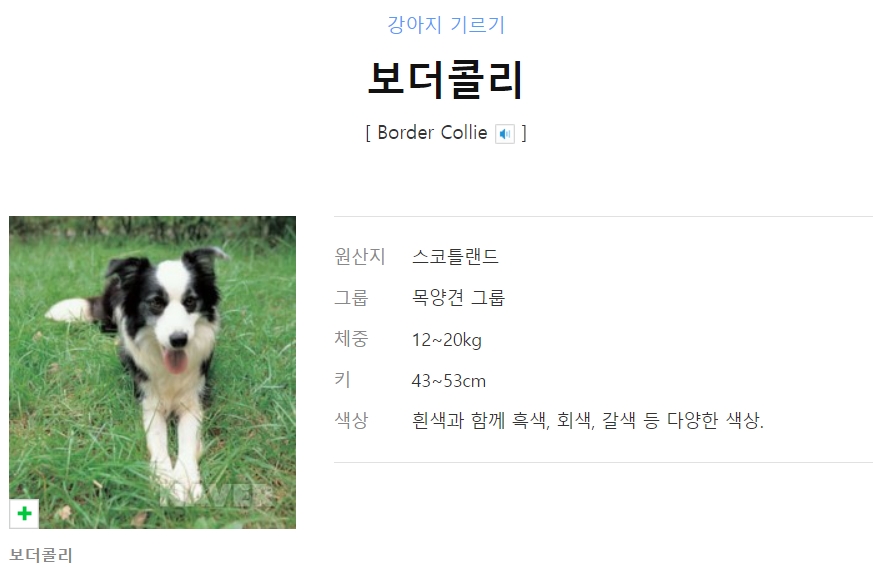 강아지 기르기
보더콜리
[ Border Collie ]
원산지 스코틀랜드
그룹 목양견 그룹
체중 12~20kg
키 43~53cm
색상 흰색과 함께 흑색, 회색, 갈색 등 다양한 색상.
NAVER
보더콜리